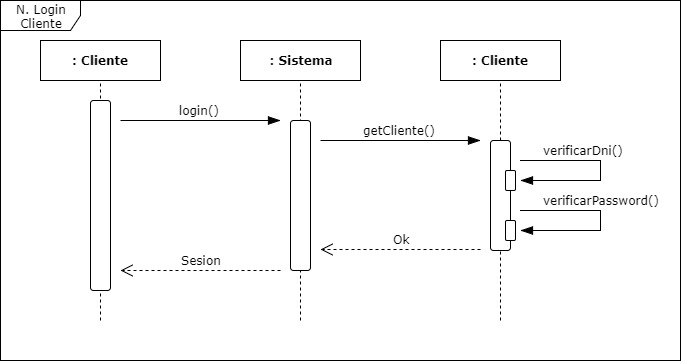 N. Login
Cliente
: Cliente
: Sistema
: Cliente
login()
getCliente()
verificarDni()
verificarPassword()
Ok
Sesion